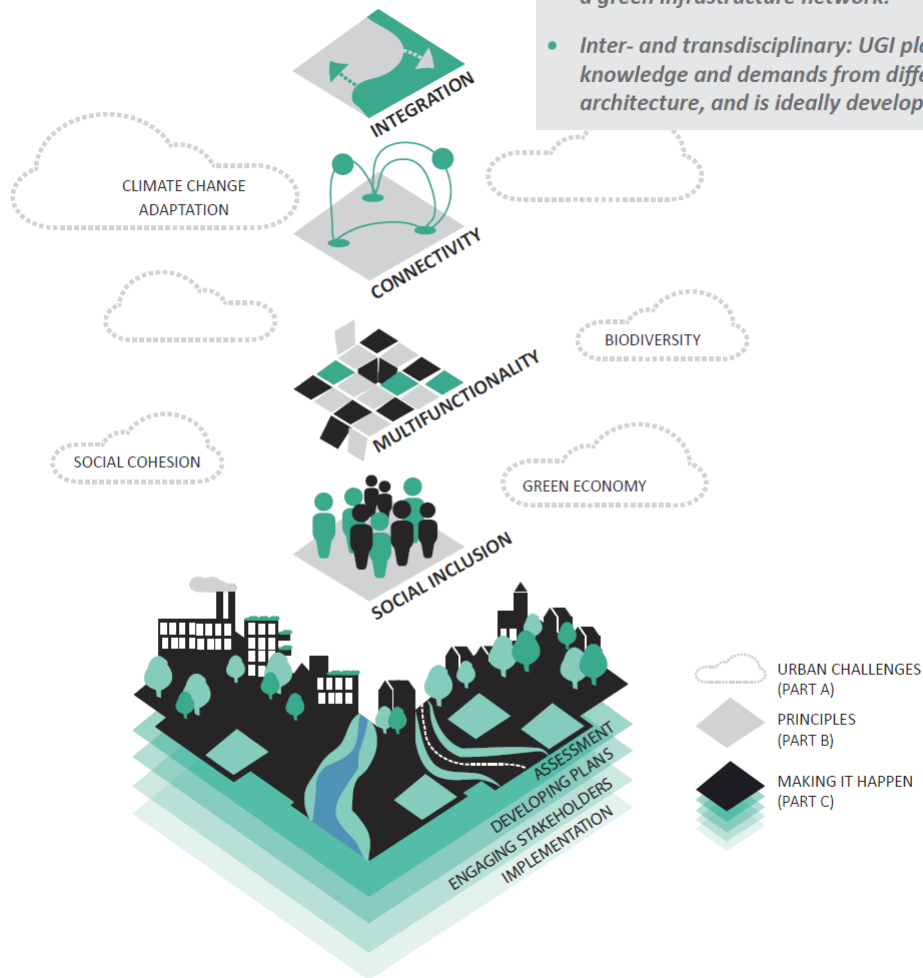 a green infrastructure network.
• Inter- and transdisciplinary: UGI pla
knowledge and demands from diffe
architecture, and is ideally develop
INTEGRATION
CLIMATE CHANGE
ADAPTATION
CONNECTIVITY
BIODIVERSITY
MULTIFUNCTIONALITY
SOCIAL COHESION
GREEN ECONOMY
SOCIAL INCLUSION
URBAN CHALLENGES
(PART A)
PRINCIPLES
(PART B)
MAKING IT HAPPEN
(PART C)
ASSESSMENT
DEVELOPING PLANS
ENGAGING STAKEHOLDERS
IMPLEMENTATION